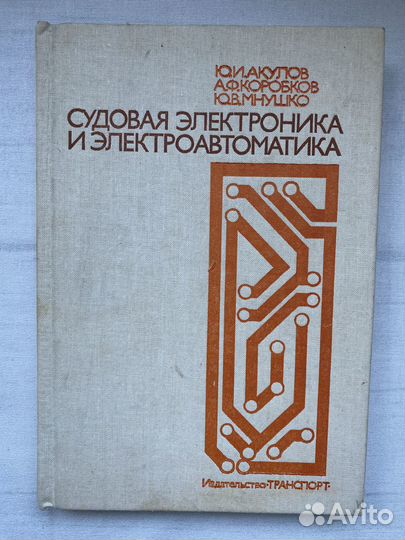 Ю.И.АКУЛОВ
А.Ф.КОРОБКОВ
Ю.В.МНУШКО
СУДОВАЯ ЭЛЕКТРОНИКА
И ЭЛЕКТРОАВТОМАТИКА
Издательство·ТРАНСПОРТ·
Avito